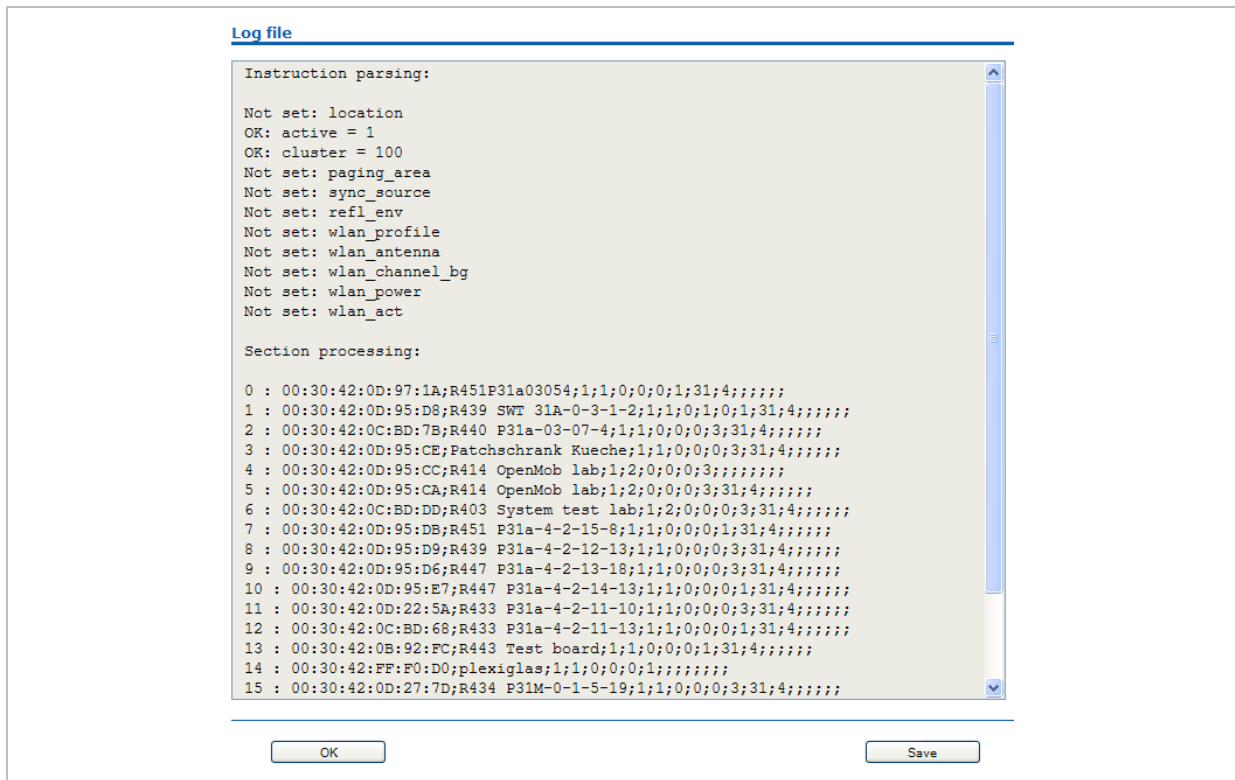 Log file
Instruction parsing:
Not set: location
OK: active = 1
OK: cluster = 100
Not set: paging_area
Not set: sync_source
Not set: refl_env
Not set: wlan_profile
Not set: wlan_antenna
Not set: wlan_channel_bg
Not set: wlan_power
Not set: wlan_act
Section processing:
0 : 00:30:42:0D:97:1A;R451P31a03054;1;1;0;0;0;1;31;4;;;;;;
1 : 00:30:42:0D:95:D8;R439 SWT 31A-0-3-1-2;1;1;0;1;0;1;31;4;;;;;;
2 : 00:30:42:0C:BD:7B;R440 P31a-03-07-4;1;1;0;0;0;3;31;4;;;;;;
3 : 00:30:42:0D:95:CE;Patchschrank Kueche;1;1;0;0;0;3;31;4;;;;;;
4 : 00:30:42:0D:95:CC;R414 OpenMob lab;1;2;0;0;0;3;;;;;;;;
5 : 00:30:42:0D:95:CA;R414 OpenMob lab;1;2;0;0;0;3;31;4;;;;;;
6 : 00:30:42:0C:BD:DD;R403 System test lab;1;2;0;0;0;3;31;4;;;;;;
7 : 00:30:42:0D:95:DB;R451 P31a-4-2-15-8;1;1;0;0;0;1;31;4;;;;;;
8 : 00:30:42:0D:95:D9;R439 P31a-4-2-12-13;1;1;0;0;0;3;31;4;;;;;;
9 : 00:30:42:0D:95:D6;R447 P31a-4-2-13-18;1;1;0;0;0;3;31;4;;;;;;
10 : 00:30:42:0D:95:E7;R447 P31a-4-2-14-13;1;1;0;0;0;1;31;4;;;;;;
11 : 00:30:42:0D:22:5A;R433 P31a-4-2-11-10;1;1;0;0;0;3;31;4;;;;;;
12 : 00:30:42:0C:BD:68;R433 P31a-4-2-11-13;1;1;0;0;0;1;31;4;;;;;;
13 : 00:30:42:0B:92:FC;R443 Test board;1;1;0;0;0;1;31;4;;;;;;
14 : 00:30:42:FF:F0:D0;plexiglas;1;1;0;0;0;1;;;;;;;;
15 : 00:30:42:0D:27:7D;R434 P31M-0-1-5-19;1;1;0;0;0;3;31;4;;;;;;
OK
Save